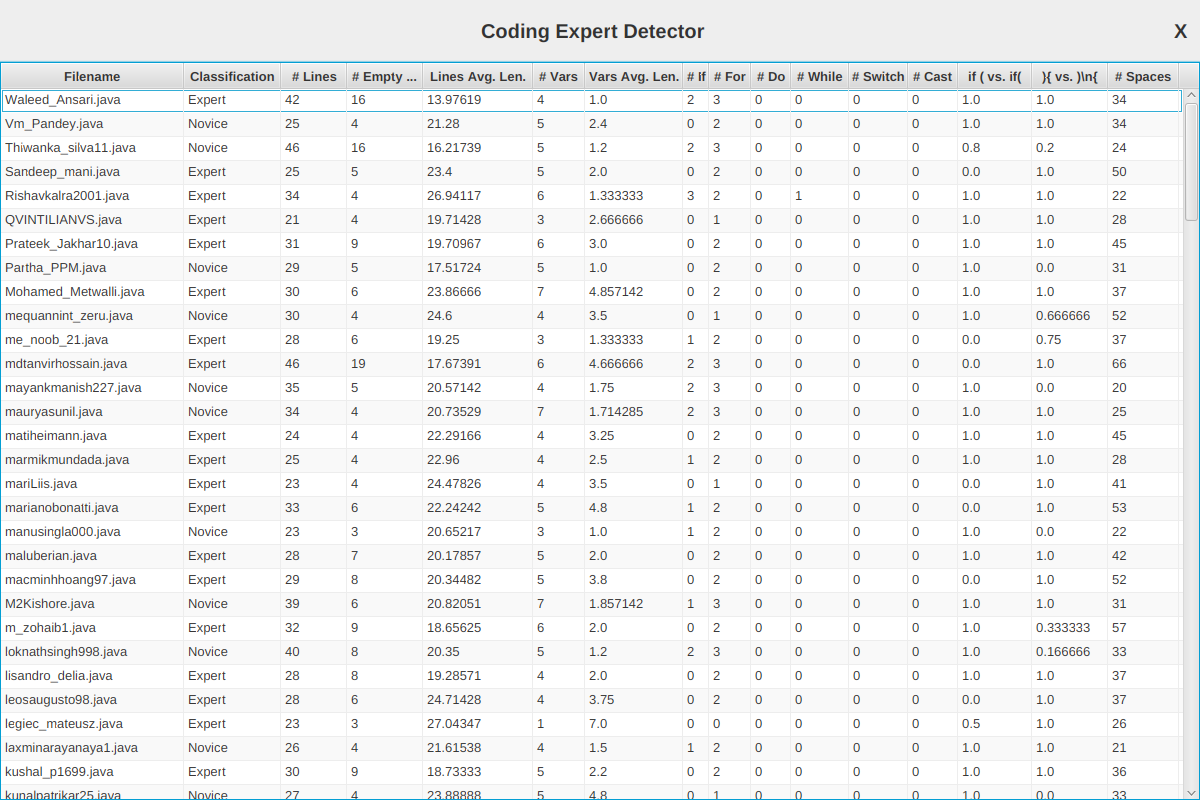 Coding Expert Detector
X
Filename Classification # Lines # Empty ... Lines Avg. Len. # Vars Vars Avg. Len. # If # For # Do # While # Switch # Cast if ( vs. if( }{ vs. )\n{ # Spaces
Waleed_Ansari.java Expert 42 16 13.97619 4 1.0 2 3 0 0 0 0 1.0 1.0 34
Vm_Pandey.java Novice 25 4 21.28 5 2.4 0 2 0 0 0 0 1.0 1.0 34
Thiwanka_silva11.java Novice 46 16 16.21739 5 1.2 2 3 0 0 0 0 0.8 0.2 24
Sandeep_mani.java Expert 25 5 23.4 5 2.0 0 2 0 0 0 0 0.0 1.0 50
Rishavkalra2001.java Expert 34 4 26.94117 6 1.333333 3 2 0 1 0 0 1.0 1.0 22
QVINTILIANVS.java Expert 21 4 19.71428 3 2.666666 0 1 0 0 0 0 1.0 1.0 28
Prateek_Jakhar10.java Expert 31 9 19.70967 6 3.0 0 2 0 0 0 0 1.0 1.0 45
Partha_PPM.java Novice 29 5 17.51724 5 1.0 0 2 0 0 0 0 1.0 0.0 31
Mohamed_Metwalli.java Expert 30 6 23.86666 7 4.857142 0 2 0 0 0 0 1.0 1.0 37
mequannint_zeru.java Novice 30 4 24.6 4 3.5 0 1 0 0 0 0 1.0 0.666666 52
me_noob_21.java Expert 28 6 19.25 3 1.333333 1 2 0 0 0 0 0.0 0.75 37
mdtanvirhossain.java Expert 46 19 17.67391 6 4.666666 2 3 0 0 0 0 0.0 1.0 66
mayankmanish227.java Novice 35 5 20.57142 4 1.75 2 3 0 0 0 0 1.0 0.0 20
mauryasunil.java Novice 34 4 20.73529 7 1.714285 2 3 0 0 0 0 1.0 1.0 25
matiheimann.java Expert 24 4 22.29166 4 3.25 0 2 0 0 0 0 1.0 1.0 45
marmikmundada.java Expert 25 4 22.96 4 2.5 1 2 0 0 0 0 1.0 1.0 28
mariLiis.java Expert 23 4 24.47826 4 3.5 0 1 0 0 0 0 0.0 1.0 41
marianobonatti.java Expert 33 6 22.24242 5 4.8 1 2 0 0 0 0 0.0 1.0 53
manusingla000.java Novice 23 3 20.65217 3 1.0 1 2 0 0 0 0 1.0 0.0 22
maluberian.java Expert 28 7 20.17857 5 2.0 0 2 0 0 0 0 1.0 1.0 42
macminhhoang97.java Expert 29 8 20.34482 5 3.8 0 2 0 0 0 0 0.0 1.0 52
M2Kishore.java Novice 39 6 20.82051 7 1.857142 1 3 0 0 0 0 1.0 1.0 31
m_zohaib1.java Expert 32 9 18.65625 6 2.0 0 2 0 0 0 0 1.0 0.333333 57
loknathsingh998.java Novice 40 8 20.35 5 1.2 2 3 0 0 0 0 1.0 0.166666 33
lisandro_delia.java Expert 28 8 19.28571 4 2.0 0 2 0 0 0 0 1.0 1.0 37
leosaugusto98.java Expert 28 6 24.71428 4 3.75 0 2 0 0 0 0 0.0 1.0 37
legiec_mateusz.java Expert 23 3 27.04347 1 7.0 0 0 0 0 0 0 0.5 1.0 26
laxminarayanaya1.java Novice 26 4 21.61538 4 1.5 1 2 0 0 0 0 1.0 1.0 21
kushal_p1699.java Expert 30 9 18.73333 5 2.2 0 2 0 0 0 0 1.0 1.0 36
kunalpatrikar25.java Novice 27 4 23.88888 5 4.8 0 1 0 0 0 0 1.0 0.0 33